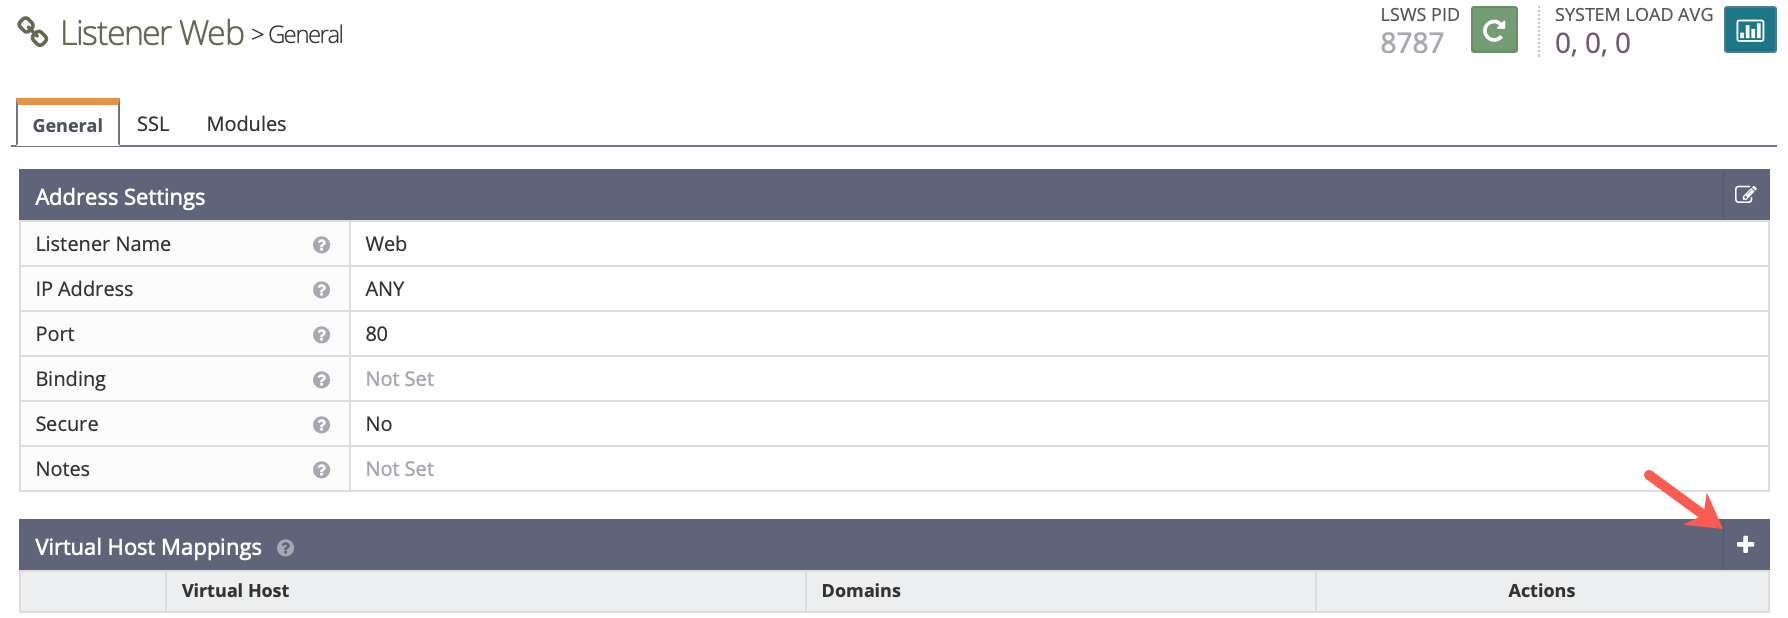 Listener Web > General
LSWS PID
8787
SYSTEM LOAD AVG
0, 0, 0
General
SSL
Modules
Address Settings
Listener Name ? Web
IP Address ? ANY
Port ? 80
Binding ? Not Set
Secure ? No
Notes ? Not Set
Virtual Host Mappings ?
Virtual Host Domains Actions